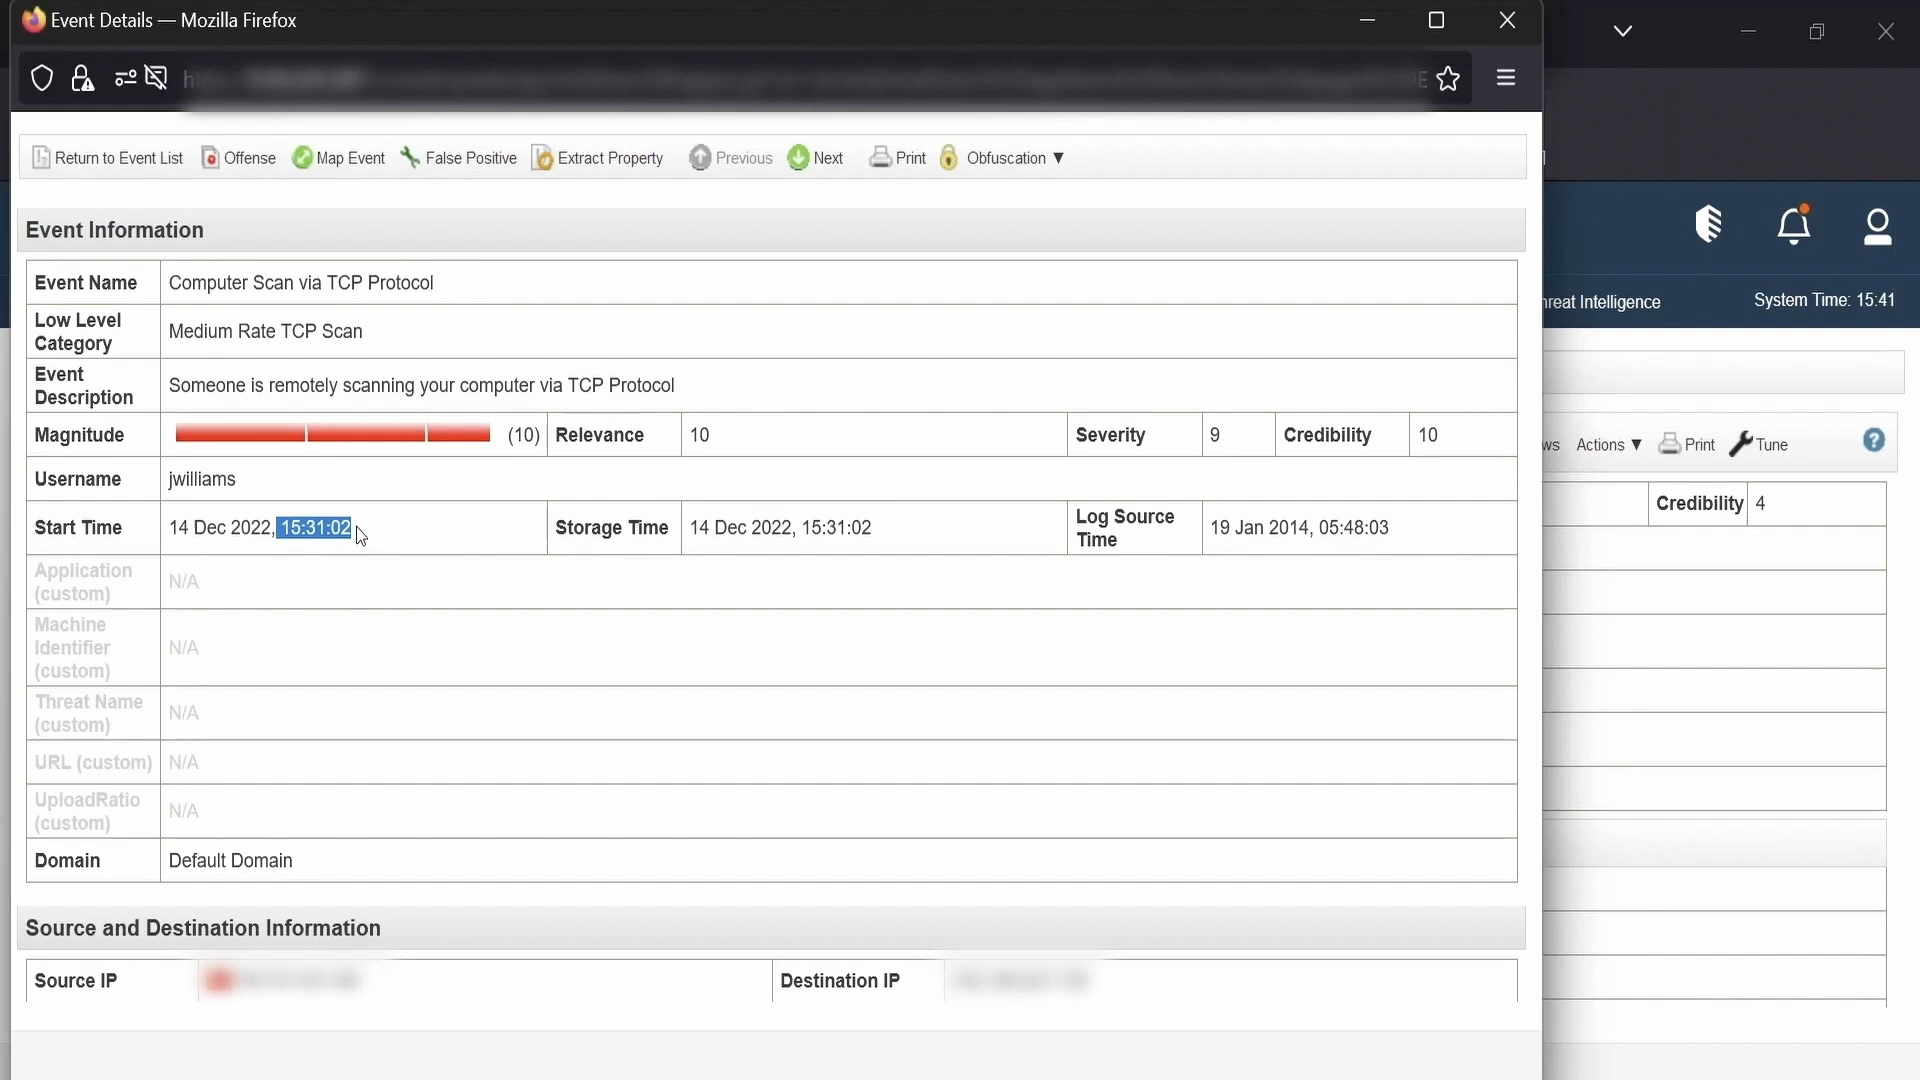 Event Details — Mozilla Firefox
Return to Event List Offense Map Event False Positive Extract Property Previous Next Print Obfuscation ▼
Event Information
Event Name Computer Scan via TCP Protocol
Low Level
Category
Medium Rate TCP Scan
Event
Description
Someone is remotely scanning your computer via TCP Protocol
Magnitude (10) Relevance 10 Severity 9 Credibility 10
Username jwilliams
Start Time 14 Dec 2022, 15:31:02 Storage Time 14 Dec 2022, 15:31:02
Log Source
Time
19 Jan 2014, 05:48:03
Application
(custom)
N/A
Machine
Identifier
(custom)
N/A
Threat Name
(custom)
N/A
URL (custom) N/A
UploadRatio
(custom)
N/A
Domain Default Domain
Source and Destination Information
Source IP Destination IP
Intelligence System Time: 15:41
Actions ▼ Print Tune ?
Credibility 4